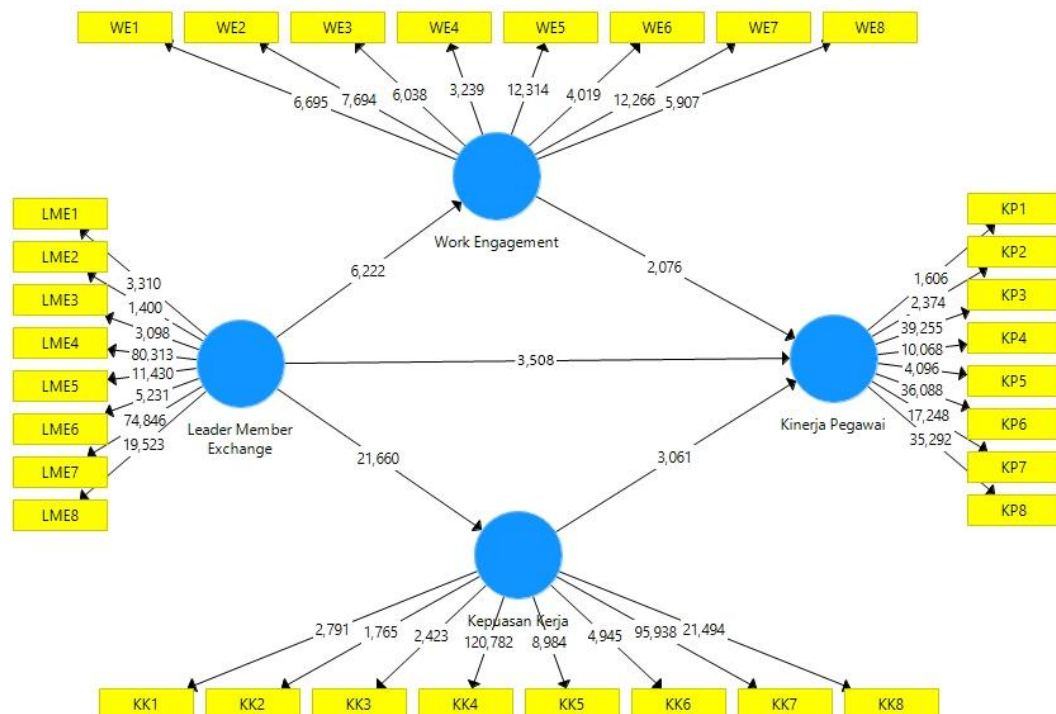 WE1 WE2 WE3 WE4 WE5 WE6 WE7 WE8
6,695 7,694 6,038 3,239 12,314 4,019 12,266 5,907
Work Engagement
LME1
LME2
LME3
LME4
LME5
LME6
LME7
LME8
3,310
1,400
3,098
80,313
11,430
5,231
74,846
19,523
Leader Member
Exchange
6,222
2,076
3,508
21,660
3,061
KP1
KP2
KP3
KP4
KP5
KP6
KP7
KP8
1,606
2,374
39,255
10,068
4,096
36,088
17,248
35,292
Kinerja Pegawai
Kepuasan Kerja
2,791 1,765 2,423 120,782 8,984 4,945 95,938 21,494
KK1 KK2 KK3 KK4 KK5 KK6 KK7 KK8